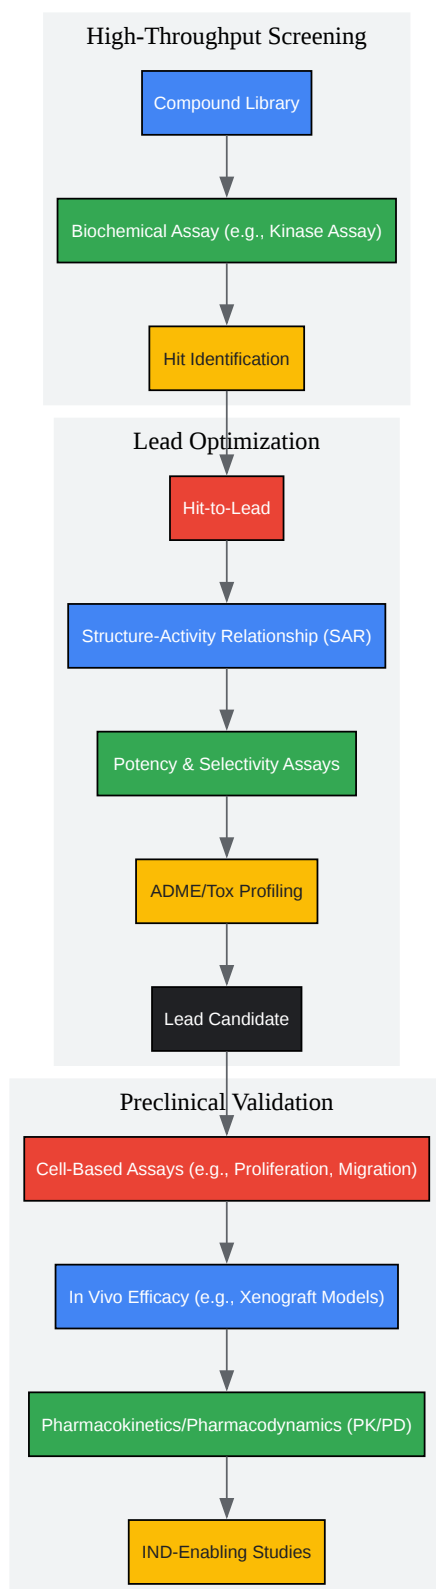 High-Throughput Screening
Compound Library
Biochemical Assay (e.g., Kinase Assay)
Hit Identification
Lead Optimization
Hit-to-Lead
Structure-Activity Relationship (SAR)
Potency & Selectivity Assays
ADME/Tox Profiling
Lead Candidate
Preclinical Validation
Cell-Based Assays (e.g., Proliferation, Migration)
In Vivo Efficacy (e.g., Xenograft Models)
Pharmacokinetics/Pharmacodynamics (PK/PD)
IND-Enabling Studies